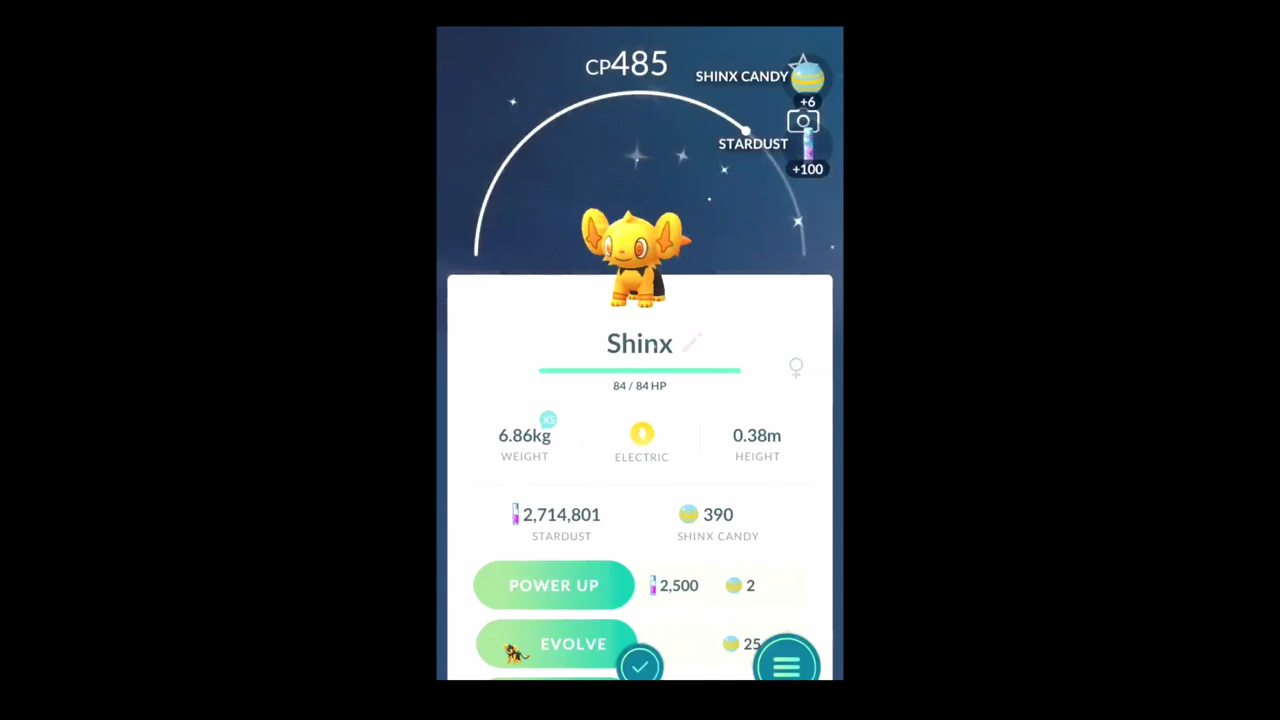 CP485
SHINX CANDY
+6
STARDUST
+100
Shinx
84 / 84 HP
XS
6.86kg
WEIGHT
ELECTRIC
0.38m
HEIGHT
2,714,801
STARDUST
390
SHINX CANDY
POWER UP 2,500 2
EVOLVE 25